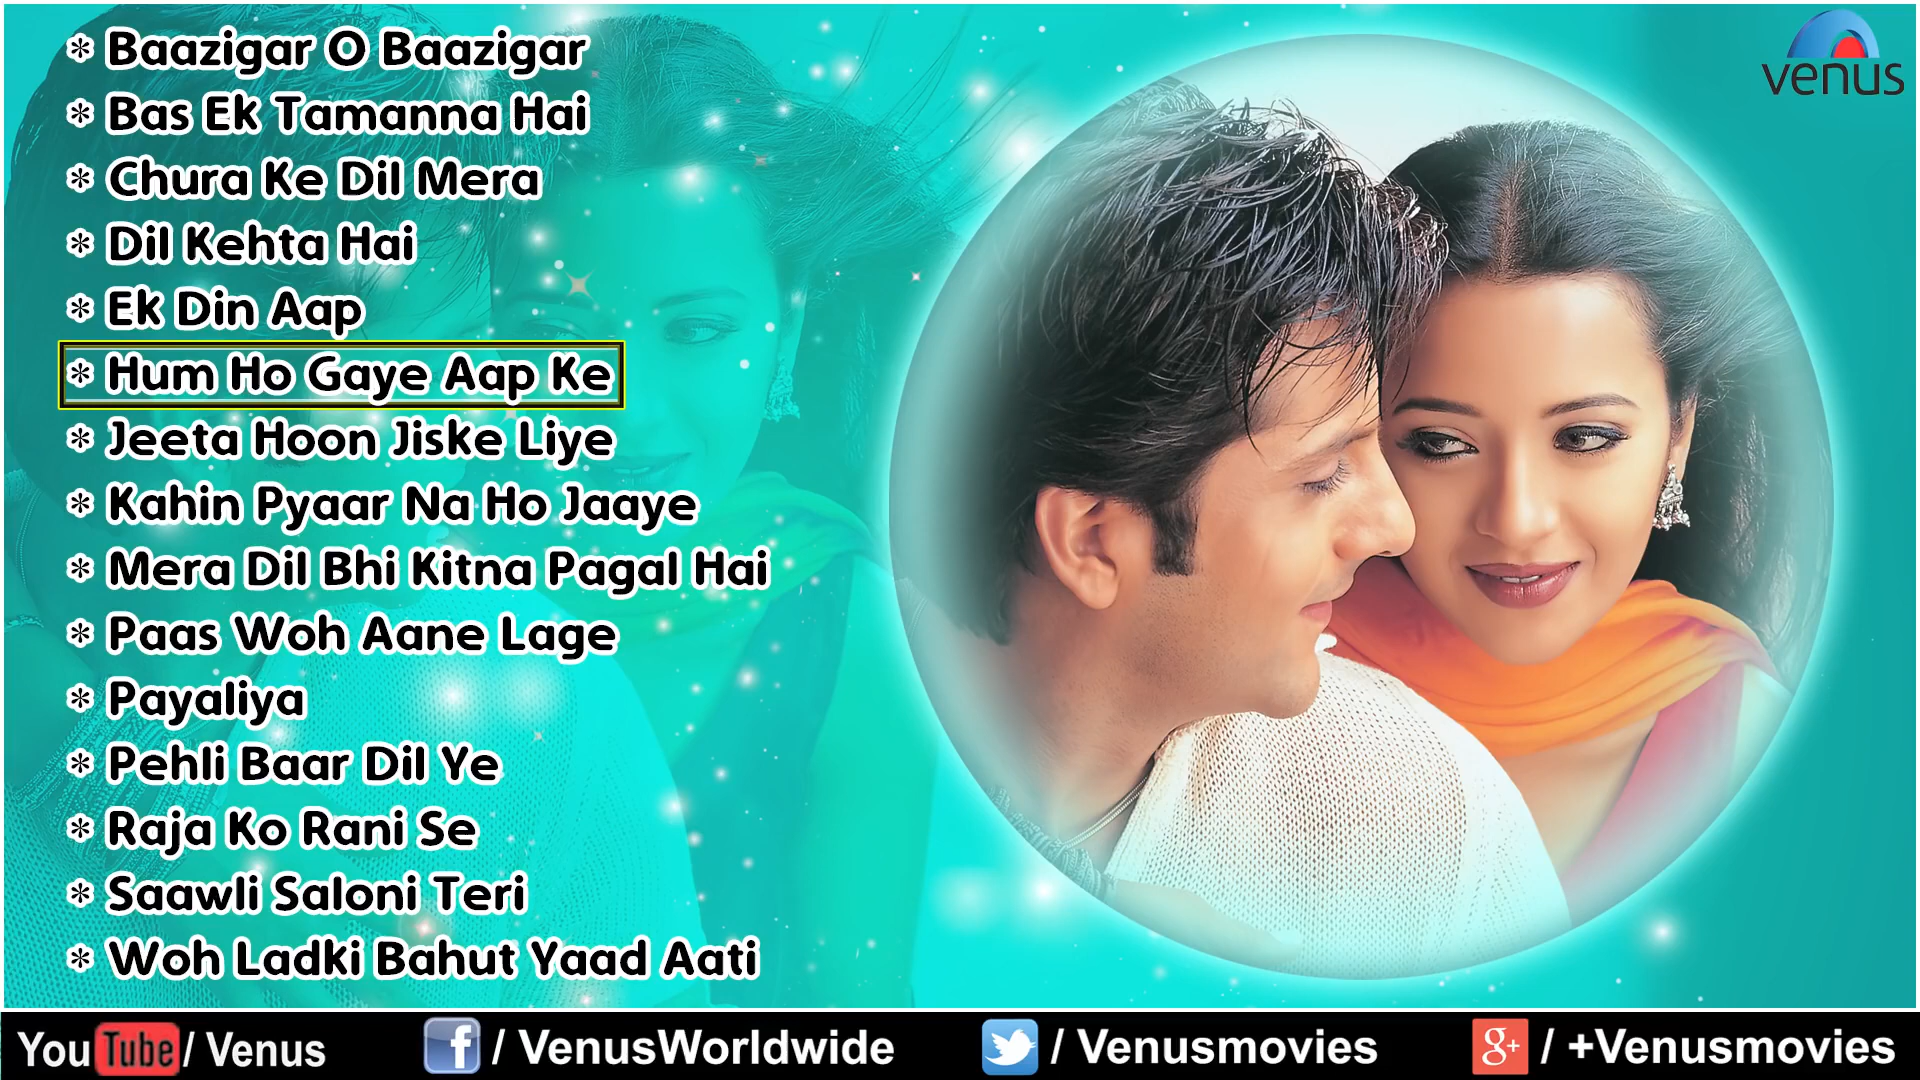 * Baazigar O Baazigar
* Bas Ek Tamanna Hai
* Chura Ke Dil Mera
* Dil Kehta Hai
* Ek Din Aap
* Hum Ho Gaye Aap Ke
* Jeeta Hoon Jiske Liye
* Kahin Pyaar Na Ho Jaaye
* Mera Dil Bhi Kitna Pagal Hai
* Paas Woh Aane Lage
* Payaliya
* Pehli Baar Dil Ye
* Raja Ko Rani Se
* Saawli Saloni Teri
* Woh Ladki Bahut Yaad Aati
venus
YouTube / Venus f / VenusWorldwide / Venusmovies g+ / +Venusmovies